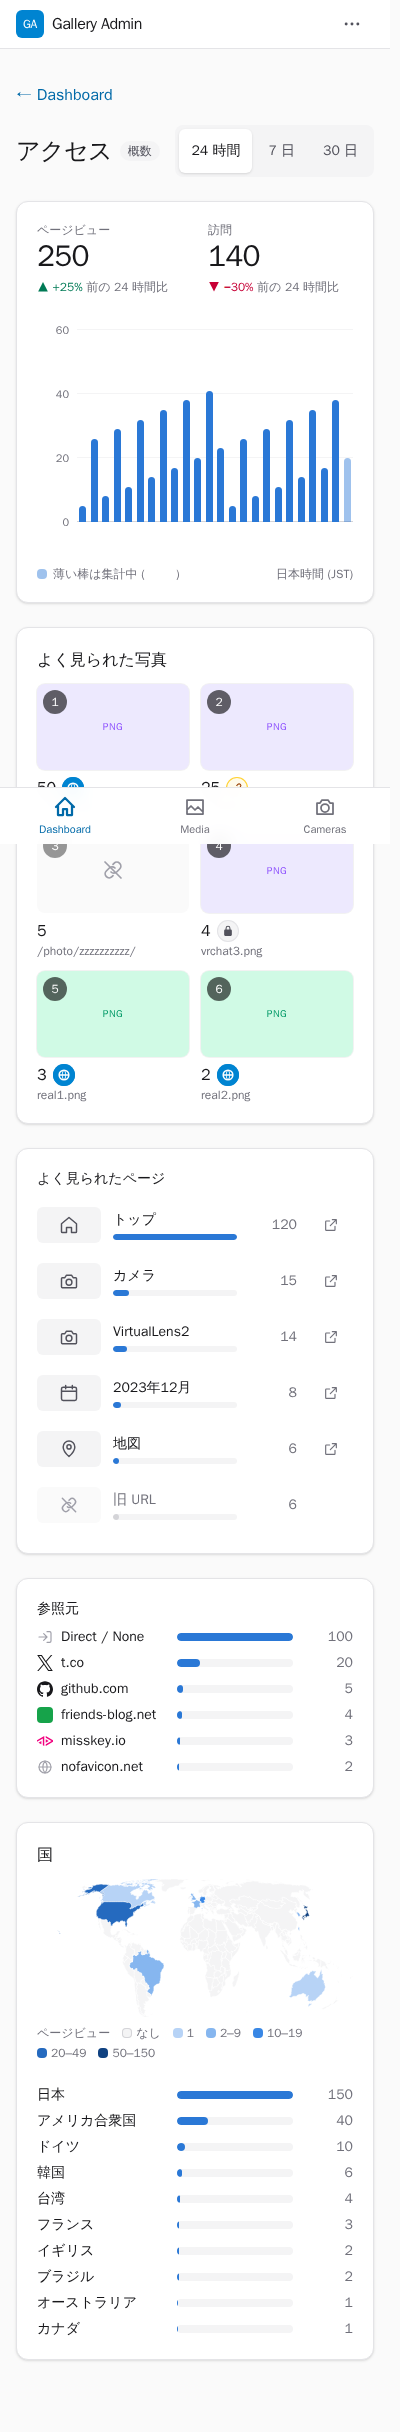 GA Gallery Admin
← Dashboard
アクセス 概数 24 時間 7 日 30 日
ページビュー 訪問
250 140
▲ +25% 前の 24 時間比 ▼ −30% 前の 24 時間比
60
40
20
0
薄い棒は集計中 ( ) 日本時間 (JST)
よく見られた写真
1 PNG 2 PNG
50 25
Dashboard Media Cameras
3 4 PNG
5 4
/photo/zzzzzzzzzz/ vrchat3.png
5 PNG 6 PNG
3 2
real1.png real2.png
よく見られたページ
トップ 120
カメラ 15
VirtualLens2 14
2023年12月 8
地図 6
旧 URL 6
参照元
Direct / None 100
t.co 20
github.com 5
friends-blog.net 4
misskey.io 3
nofavicon.net 2
国
ページビュー なし 1 2–9 10–19
20–49 50–150
日本 150
アメリカ合衆国 40
ドイツ 10
韓国 6
台湾 4
フランス 3
イギリス 2
ブラジル 2
オーストラリア 1
カナダ 1